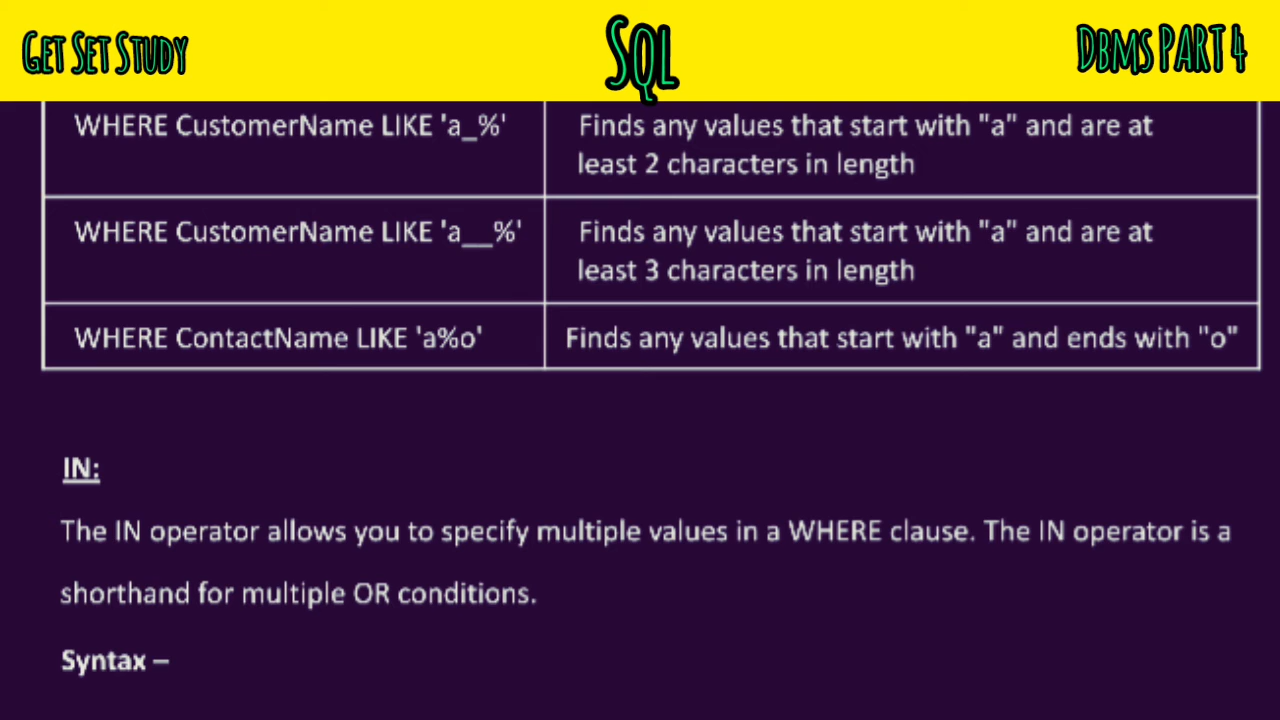 Get Set Study
Sql
Dbms PART 4
WHERE CustomerName LIKE 'a_%'
Finds any values that start with "a" and are at
least 2 characters in length
WHERE CustomerName LIKE 'a__%'
Finds any values that start with "a" and are at
least 3 characters in length
WHERE ContactName LIKE 'a%o'
Finds any values that start with "a" and ends with "o"
IN:
The IN operator allows you to specify multiple values in a WHERE clause. The IN operator is a
shorthand for multiple OR conditions.
Syntax –